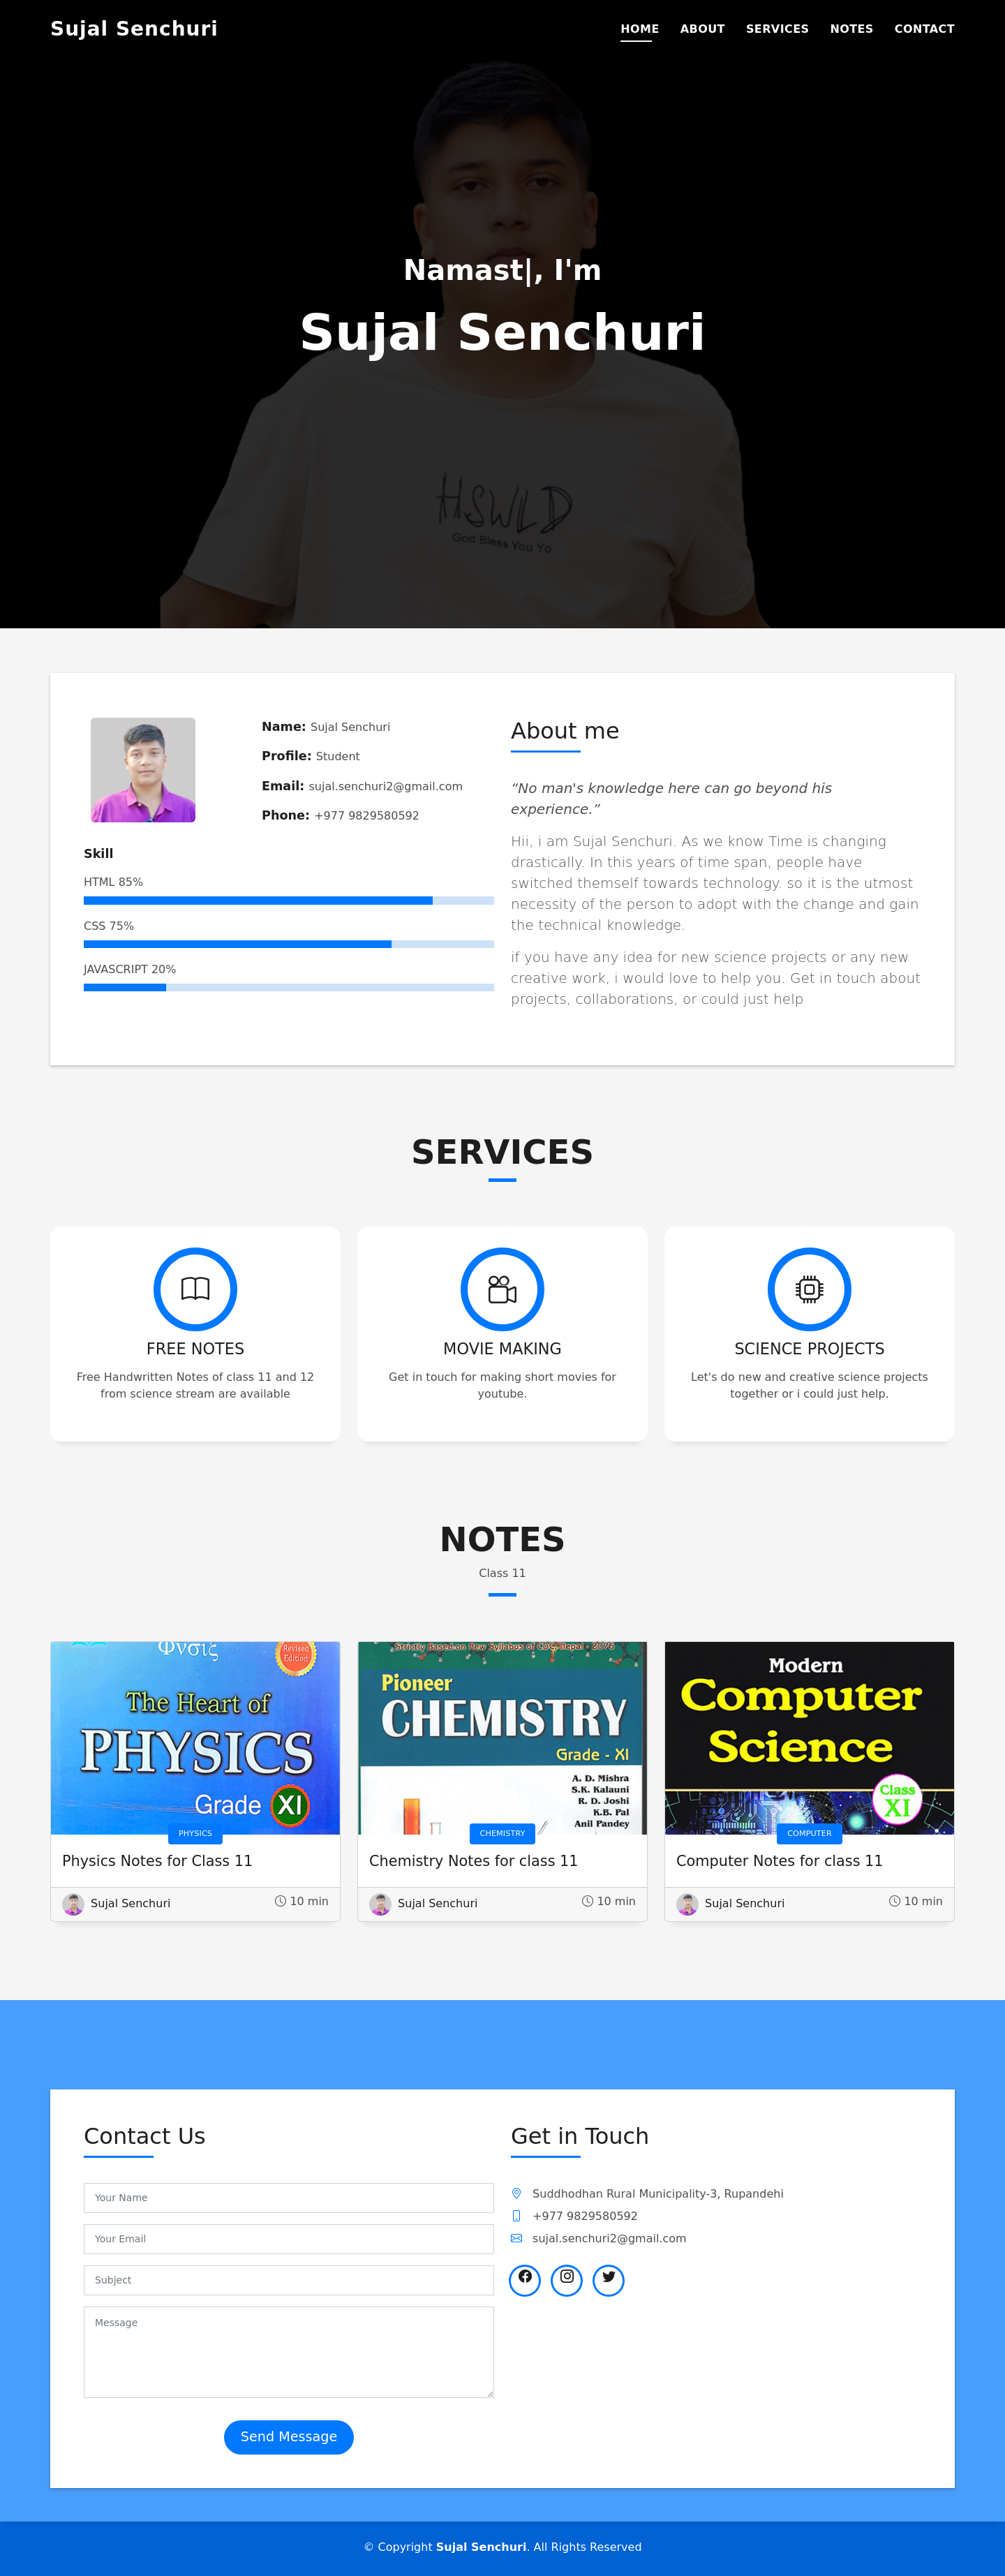 Sujal Senchuri
HOME ABOUT SERVICES NOTES CONTACT
Namast|, I'm
Sujal Senchuri
HSWLD
God Bless You Yo
Name: Sujal Senchuri
Profile: Student
Email: sujal.senchuri2@gmail.com
Phone: +977 9829580592
Skill
HTML 85%
CSS 75%
JAVASCRIPT 20%
About me
“No man's knowledge here can go beyond his
experience.”
Hii, i am Sujal Senchuri. As we know Time is changing
drastically. In this years of time span, people have
switched themself towards technology. so it is the utmost
necessity of the person to adopt with the change and gain
the technical knowledge.
if you have any idea for new science projects or any new
creative work, i would love to help you. Get in touch about
projects, collaborations, or could just help
SERVICES
FREE NOTES
Free Handwritten Notes of class 11 and 12
from science stream are available
MOVIE MAKING
Get in touch for making short movies for
youtube.
SCIENCE PROJECTS
Let's do new and creative science projects
together or i could just help.
NOTES
Class 11
Φνσις
Revised
Edition
The Heart of
PHYSICS
Grade XI
PHYSICS
Physics Notes for Class 11
Sujal Senchuri
10 min
Strictly Based on New Syllabus of CDC, Nepal - 2076
Pioneer
CHEMISTRY
Grade - XI
A. D. Mishra
S.K. Kalauni
R. D. Joshi
K.B. Pal
Anil Pandey
CHEMISTRY
Chemistry Notes for class 11
Sujal Senchuri
10 min
Modern
Computer
Science
Class
XI
COMPUTER
Computer Notes for class 11
Sujal Senchuri
10 min
Contact Us
Your Name
Your Email
Subject
Message
Send Message
Get in Touch
Suddhodhan Rural Municipality-3, Rupandehi
+977 9829580592
sujal.senchuri2@gmail.com
© Copyright Sujal Senchuri. All Rights Reserved